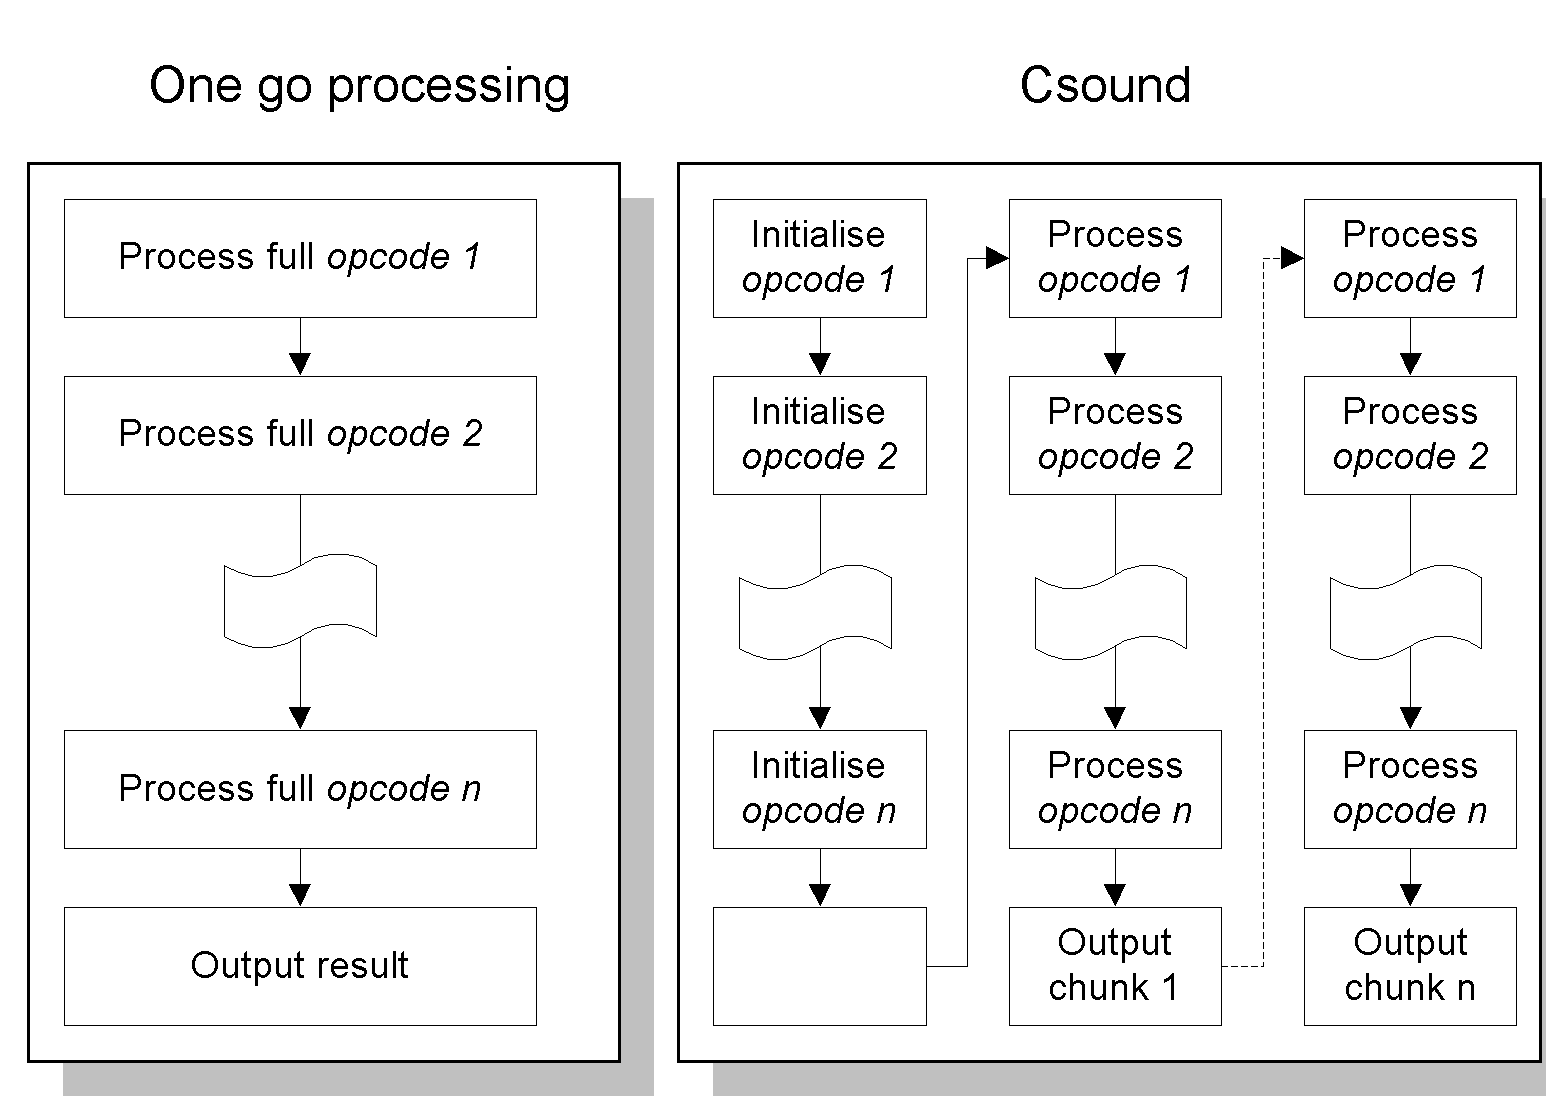 One go processing
Process full opcode 1
Process full opcode 2
Process full opcode n
Output result
Csound
Initialise
opcode 1
Initialise
opcode 2
Initialise
opcode n
Process
opcode 1
Process
opcode 2
Process
opcode n
Output
chunk 1
Process
opcode 1
Process
opcode 2
Process
opcode n
Output
chunk n